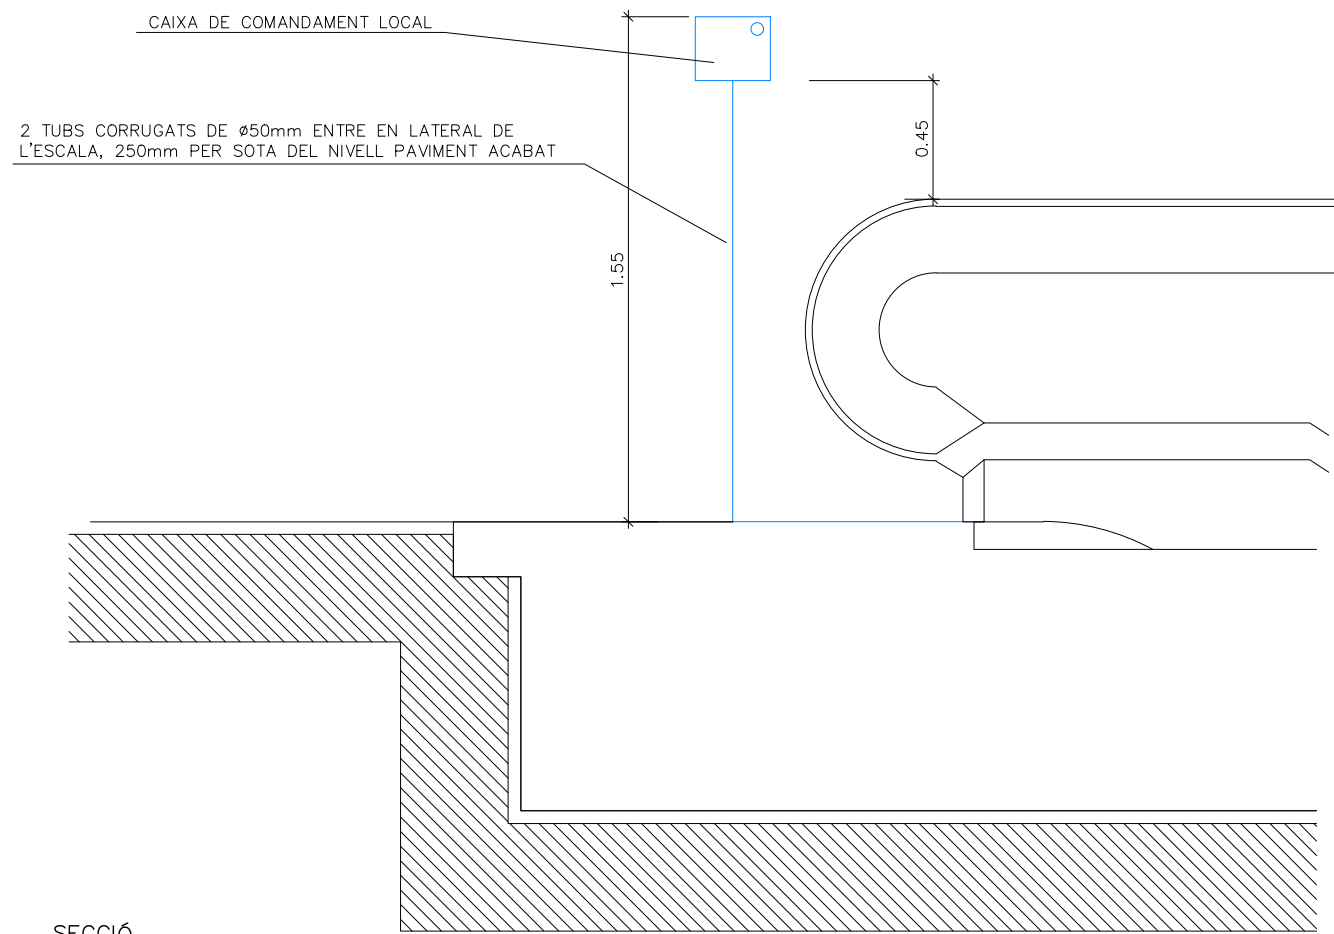 CAIXA DE COMANDAMENT LOCAL
2 TUBS CORRUGATS DE ø50mm ENTRE EN LATERAL DE
L'ESCALA, 250mm PER SOTA DEL NIVELL PAVIMENT ACABAT
0.45
1.55
SECCIÓ